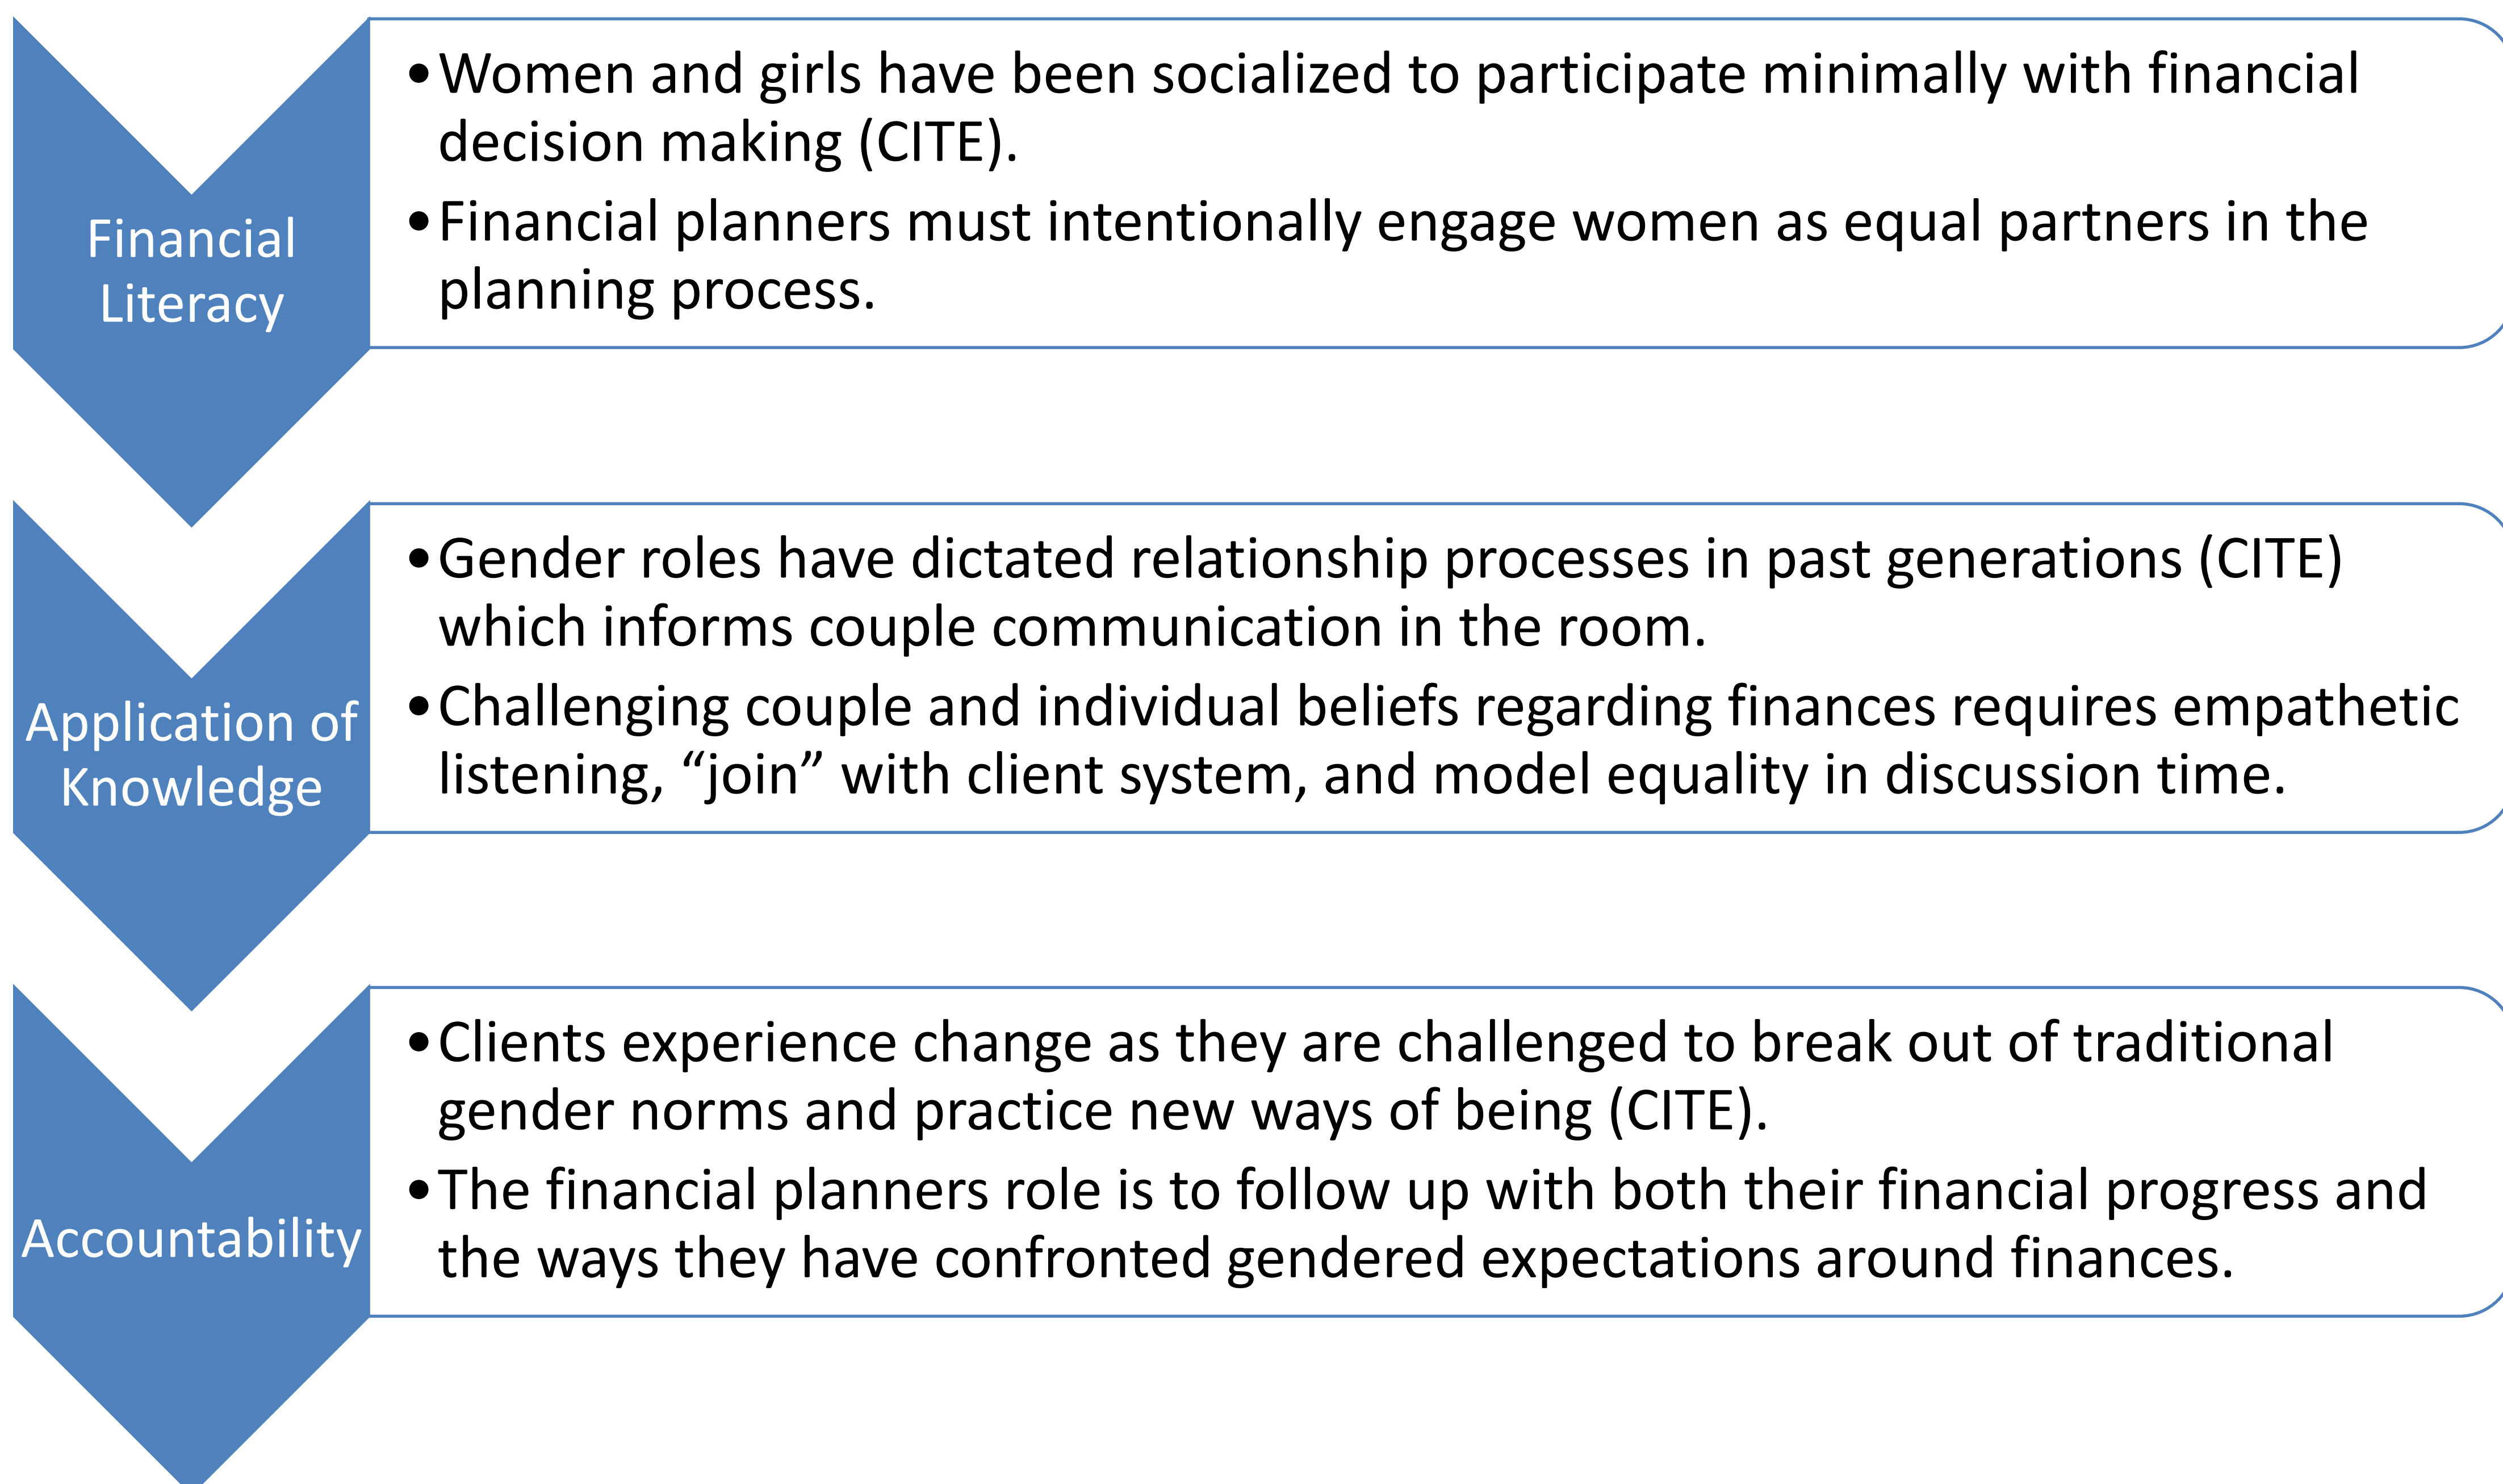 Financial
Literacy
•Women and girls have been socialized to participate minimally with financial
decision making (CITE).
•Financial planners must intentionally engage women as equal partners in the
planning process.
Application of
Knowledge
•Gender roles have dictated relationship processes in past generations (CITE)
which informs couple communication in the room.
•Challenging couple and individual beliefs regarding finances requires empathetic
listening, “join” with client system, and model equality in discussion time.
Accountability
•Clients experience change as they are challenged to break out of traditional
gender norms and practice new ways of being (CITE).
•The financial planners role is to follow up with both their financial progress and
the ways they have confronted gendered expectations around finances.